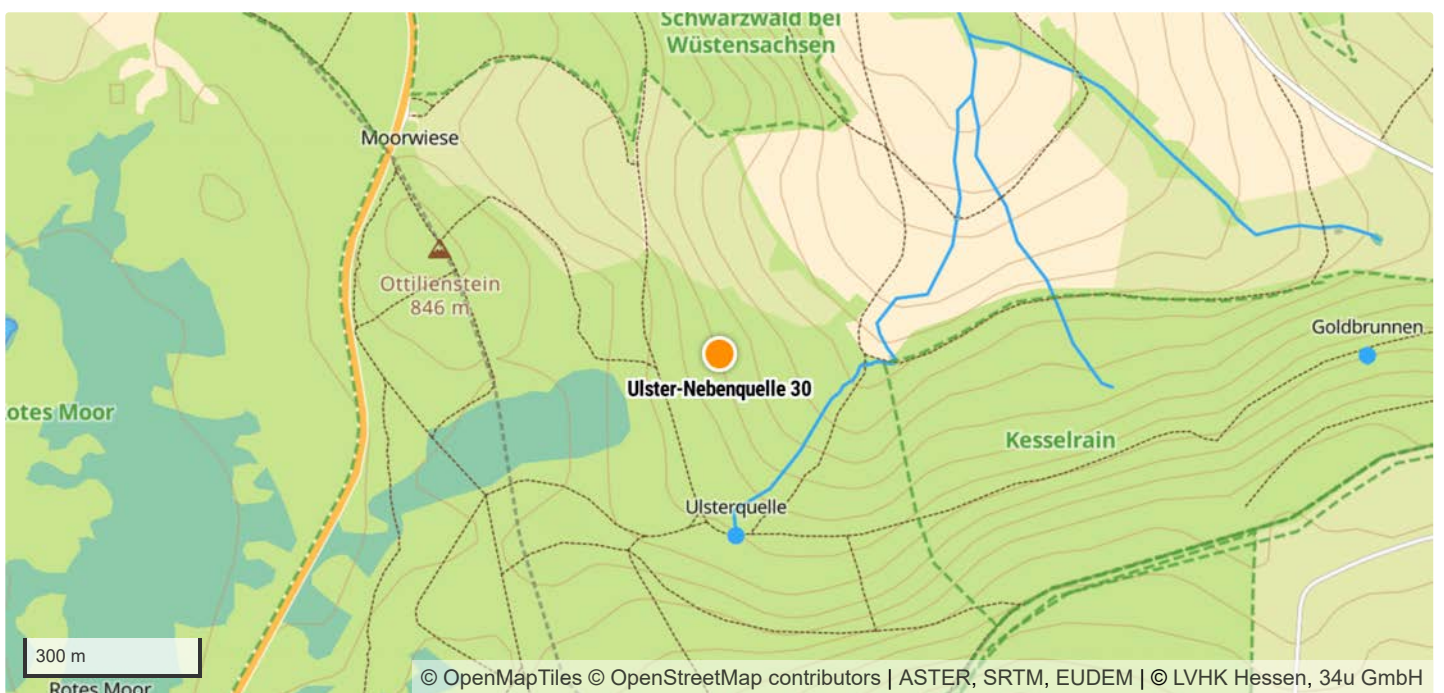 Schwarzwald bei
Wüstensachsen
Moorwiese
Ottilienstein
846 m
Goldbrunnen
Ulster-Nebenquelle 30
otes Moor
Kesselrain
Ulsterquelle
300 m
Rotes Moor
© OpenMapTiles © OpenStreetMap contributors | ASTER, SRTM, EUDEM | © LVHK Hessen, 34u GmbH